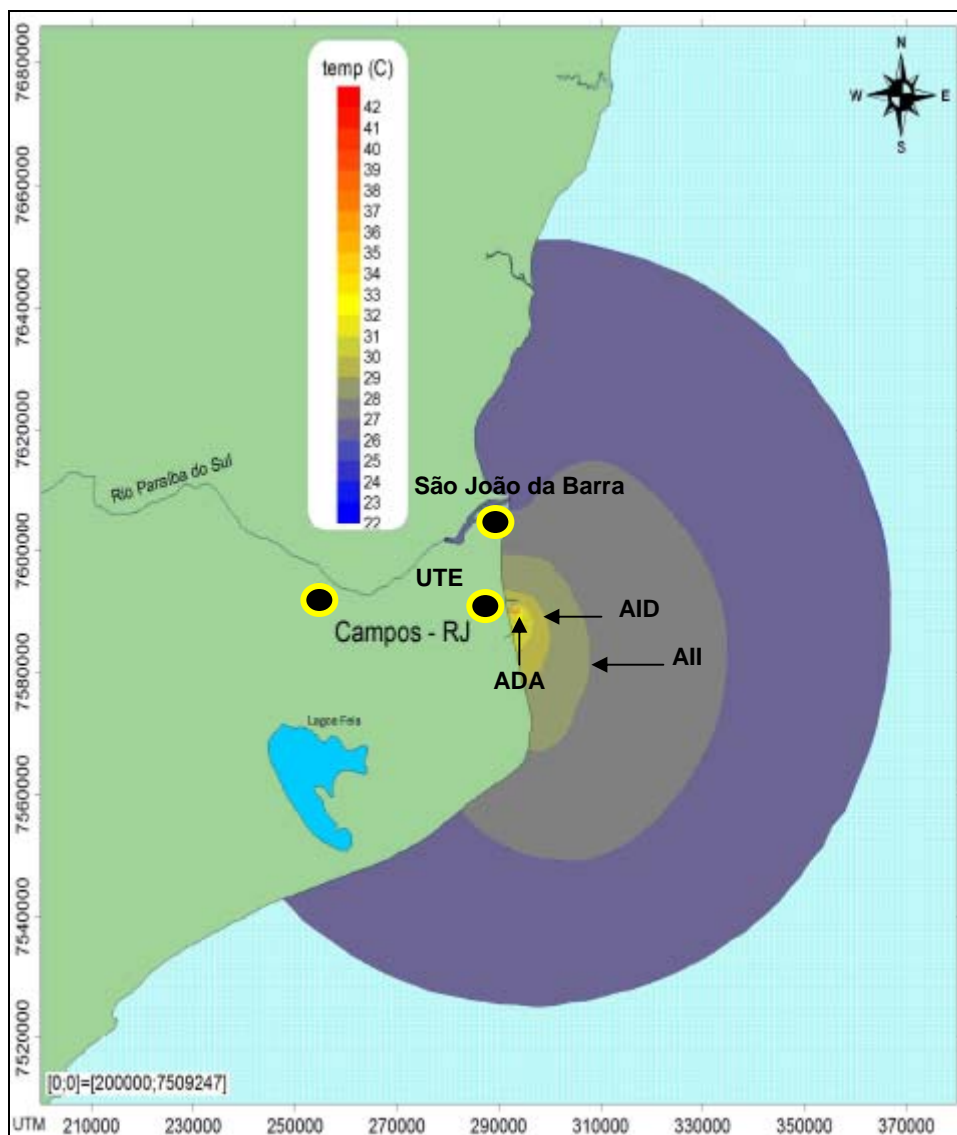 temp (C)
42
41
40
39
38
37
36
35
34
33
32
31
30
29
28
27
26
25
24
23
22
N
W
E
S
7680000
7660000
7640000
7620000
7600000
7580000
7560000
7540000
7520000
Rio Paraíba do Sul
São João da Barra
UTE
AID
Campos - RJ
AII
ADA
Lagoa Feia
[0;0]=[200000;7509247]
UTM 210000 230000 250000 270000 290000 310000 330000 350000 370000